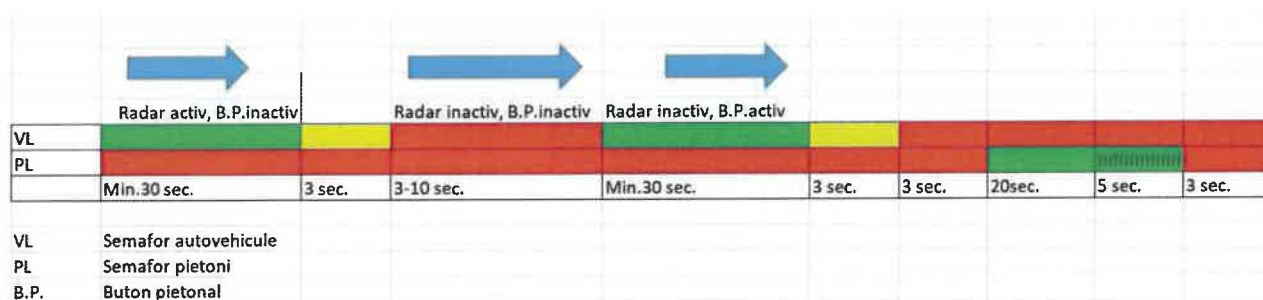 Radar activ, B.P.inactiv Radar inactiv, B.P.inactiv Radar inactiv, B.P.activ
VL
PL
Min.30 sec. 3 sec. 3-10 sec. Min.30 sec. 3 sec. 3 sec. 20sec. 5 sec. 3 sec.
VL Semafor autovehicule
PL Semafor pietoni
B.P. Buton pietonal